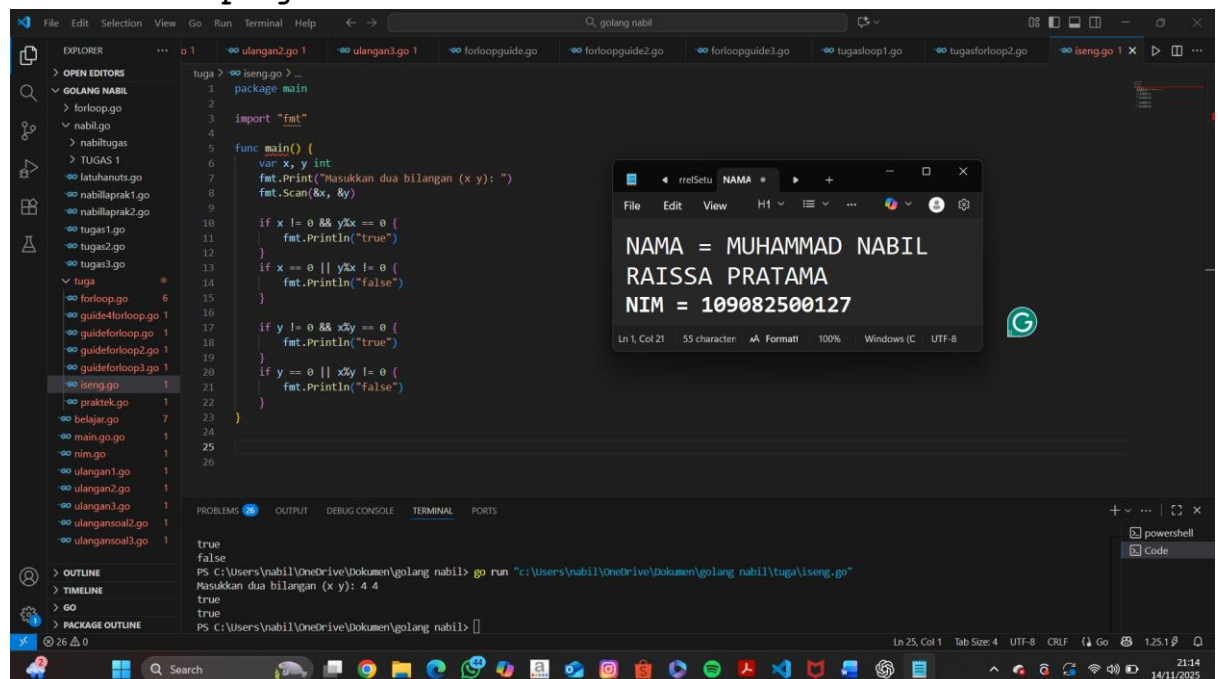 File Edit Selection View Go Run Terminal Help
golang nabil
EXPLORER
o 1 ulangan2.go 1 ulangan3.go 1 forloopguide.go forloopguide2.go forloopguide3.go tugasloop1.go tugasforloop2.go iseng.go 1
OPEN EDITORS
GOLANG NABIL
forloop.go
nabil.go
nabiltugas
TUGAS 1
latuhanuts.go
nabillaprak1.go
nabillaprak2.go
tugas1.go
tugas2.go
tugas3.go
tuga
forloop.go 6
guide4forloop.go 1
guideforloop.go 1
guideforloop2.go 1
guideforloop3.go 1
iseng.go 1
praktek.go 1
belajar.go 7
main.go.go 1
nim.go 1
ulangan1.go 1
ulangan2.go 1
ulangan3.go 1
ulangansoal2.go 1
ulangansoal3.go 1
OUTLINE
TIMELINE
GO
PACKAGE OUTLINE
tuga > iseng.go > ...
1 package main
2
3 import "fmt"
4
5 func main() {
6 var x, y int
7 fmt.Print("Masukkan dua bilangan (x y): ")
8 fmt.Scan(&x, &y)
9
10 if x != 0 && y%x == 0 {
11 fmt.Println("true")
12 }
13 if x == 0 || y%x != 0 {
14 fmt.Println("false")
15 }
16
17 if y != 0 && x%y == 0 {
18 fmt.Println("true")
19 }
20 if y == 0 || x%y != 0 {
21 fmt.Println("false")
22 }
23 }
24
25
26
rrelSetu NAMA
File Edit View H1
NAMA = MUHAMMAD NABIL
RAISSA PRATAMA
NIM = 109082500127
Ln 1, Col 21 55 character Formatt 100% Windows (C UTF-8
PROBLEMS 26 OUTPUT DEBUG CONSOLE TERMINAL PORTS
powershell
Code
true
false
PS C:\Users\nabil\OneDrive\Dokumen\golang nabil> go run "c:\Users\nabil\OneDrive\Dokumen\golang nabil\tuga\iseng.go"
Masukkan dua bilangan (x y): 4 4
true
true
PS C:\Users\nabil\OneDrive\Dokumen\golang nabil>
26 0
Ln 25, Col 1 Tab Size: 4 UTF-8 CRLF Go 1.25.1
Search
21:14
14/11/2025